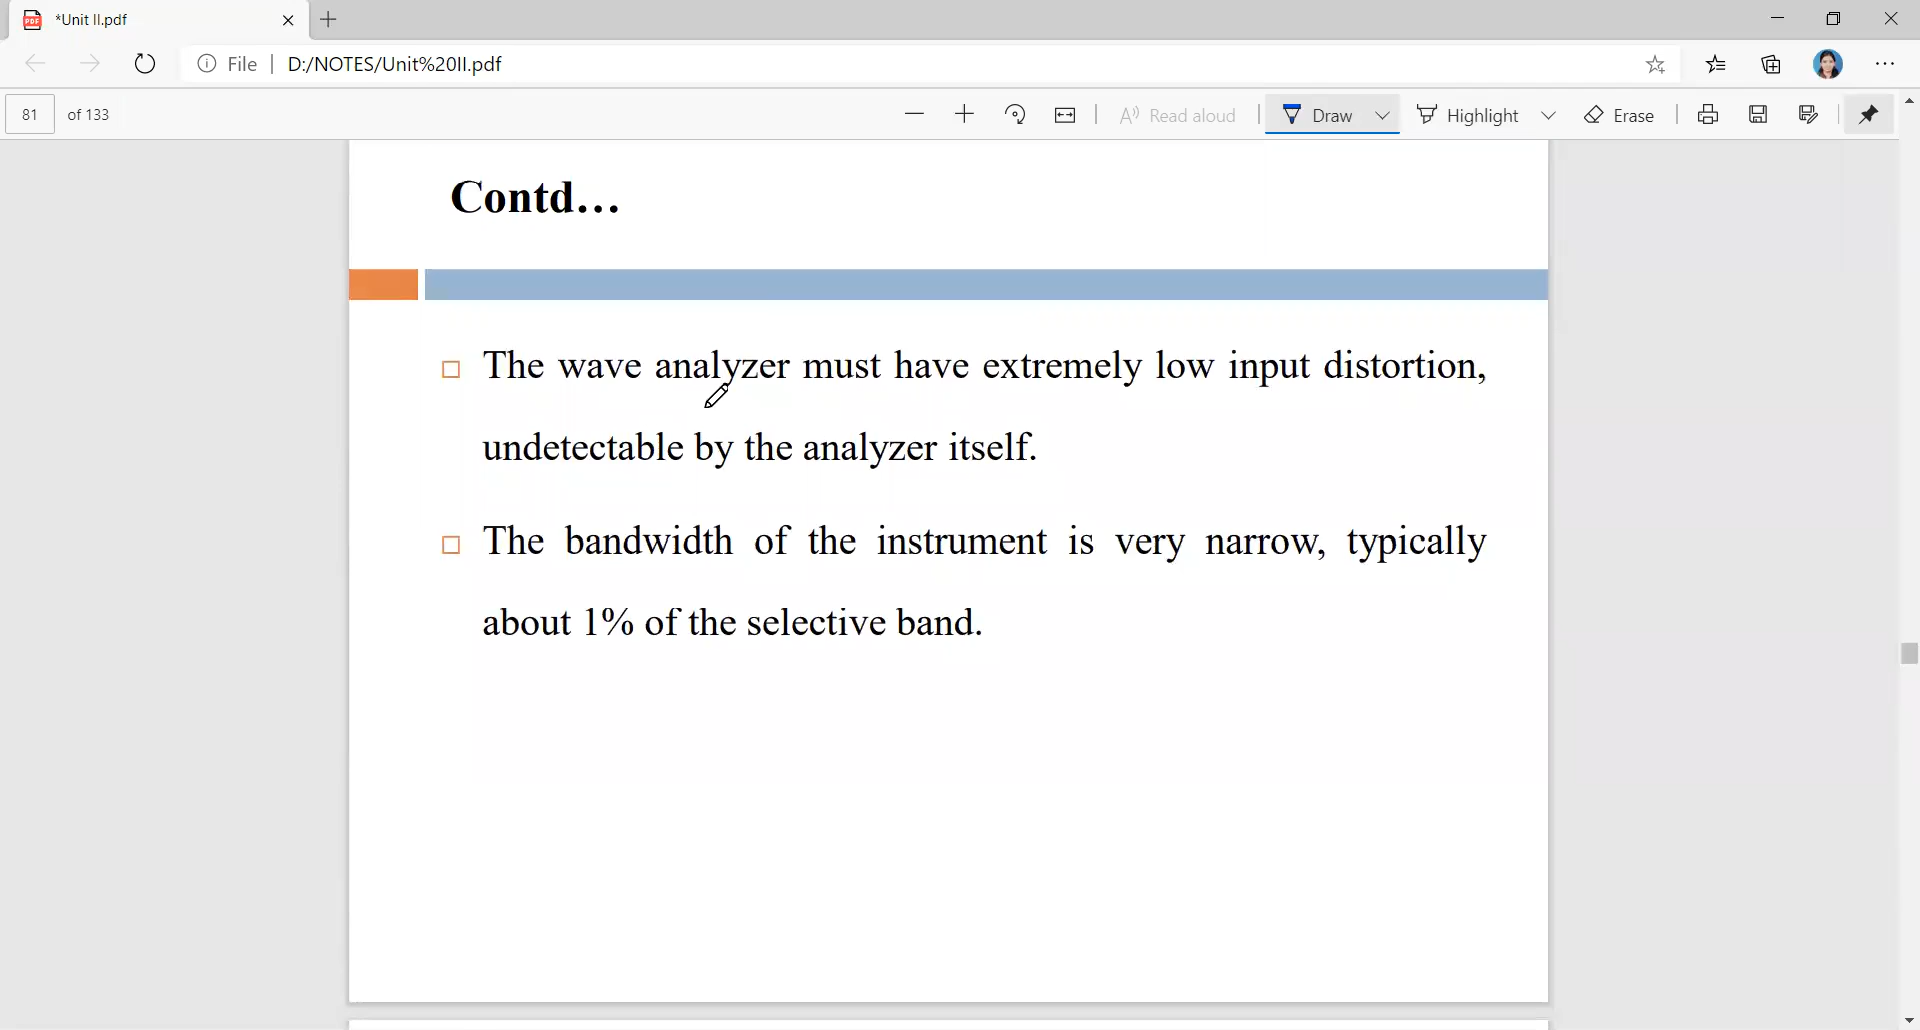 *Unit II.pdf
File | D:/NOTES/Unit%20II.pdf
81 of 133 Read aloud Draw Highlight Erase
Contd...
The wave analyzer must have extremely low input distortion,
undetectable by the analyzer itself.
The bandwidth of the instrument is very narrow, typically
about 1% of the selective band.